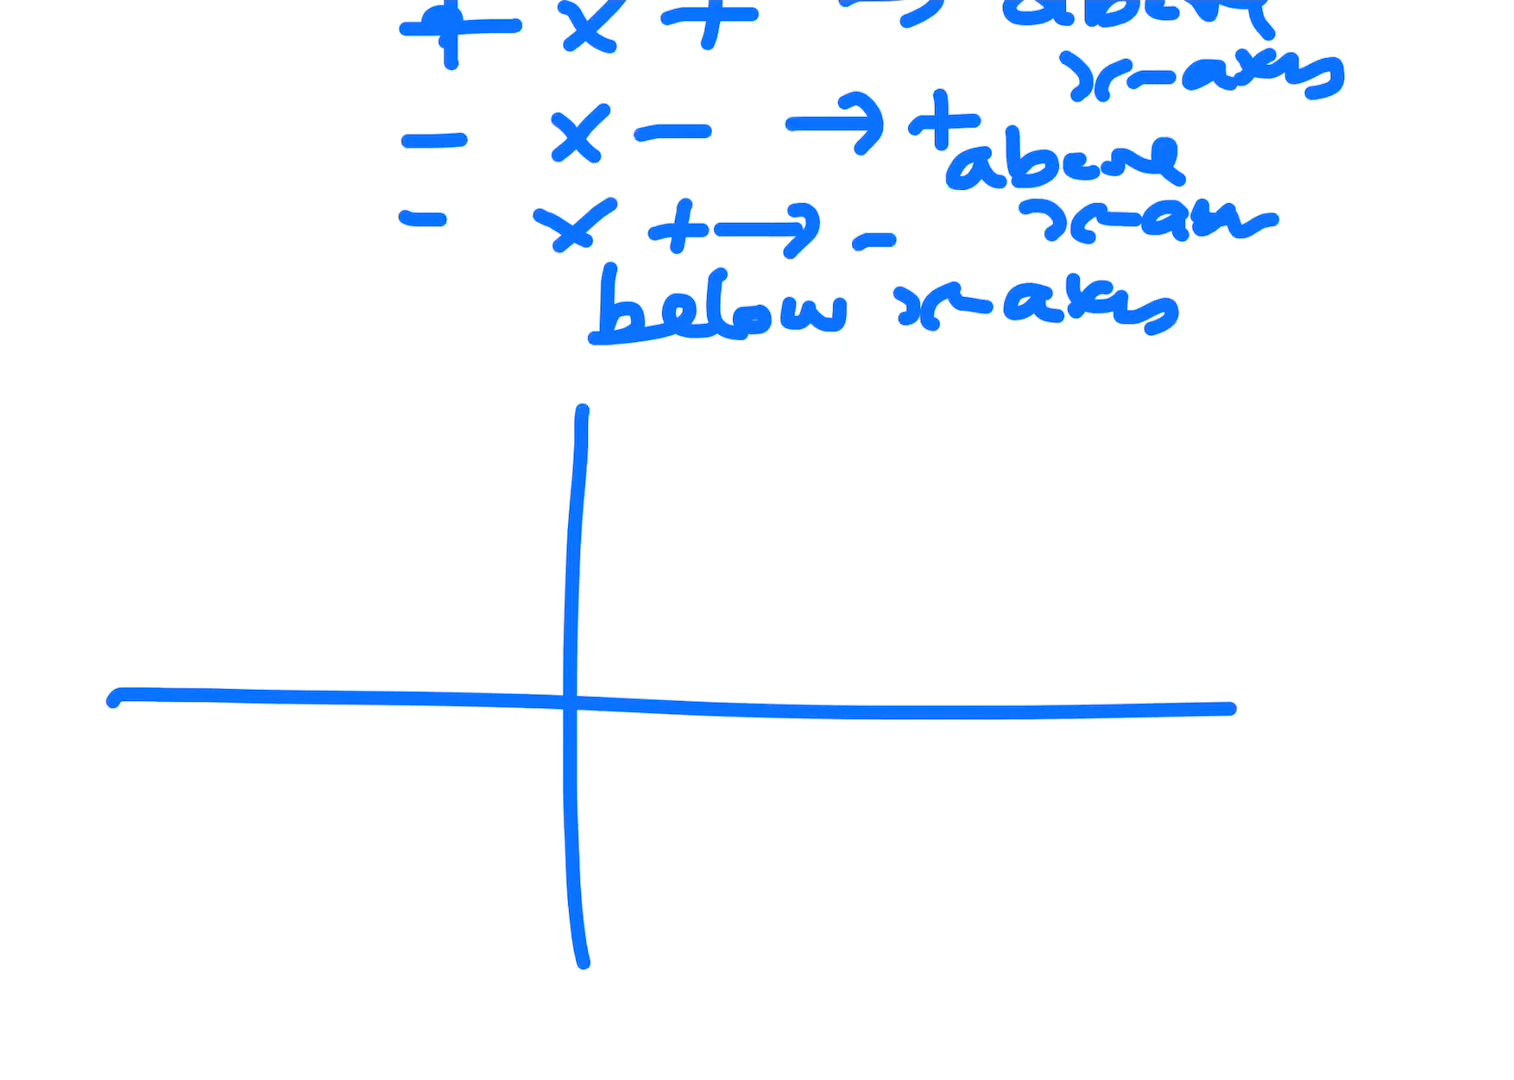 + x + → above
x-axis
- x - → +
above
x-axis
- x + → -
below x-axis